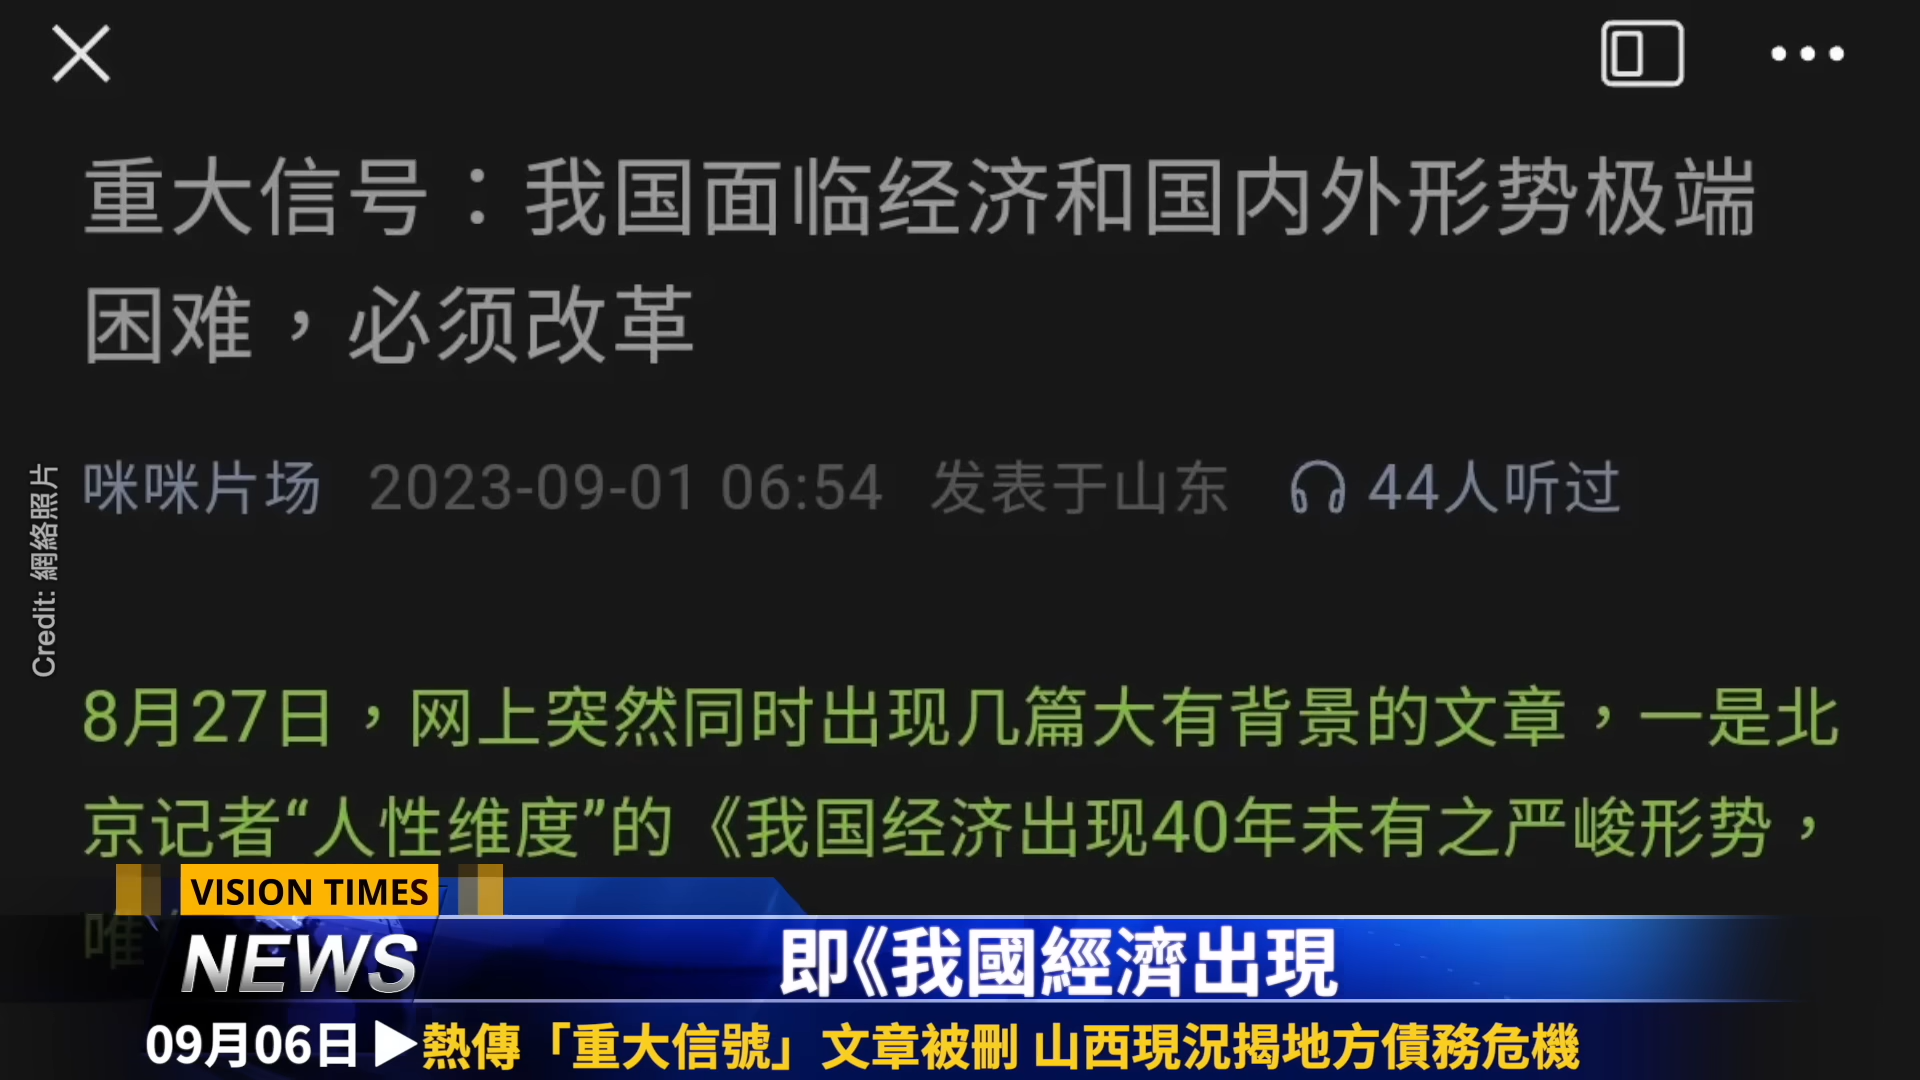 重大信号：我国面临经济和国内外形势极端
困难，必须改革
咪咪片场 2023-09-01 06:54 发表于山东 44人听过
Credit: 網絡照片
8月27日，网上突然同时出现几篇大有背景的文章，一是北
京记者“人性维度”的《我国经济出现40年未有之严峻形势，
唯
VISION TIMES
NEWS
即《我國經濟出現
09月06日▶熱傳「重大信號」文章被刪 山西現況揭地方債務危機